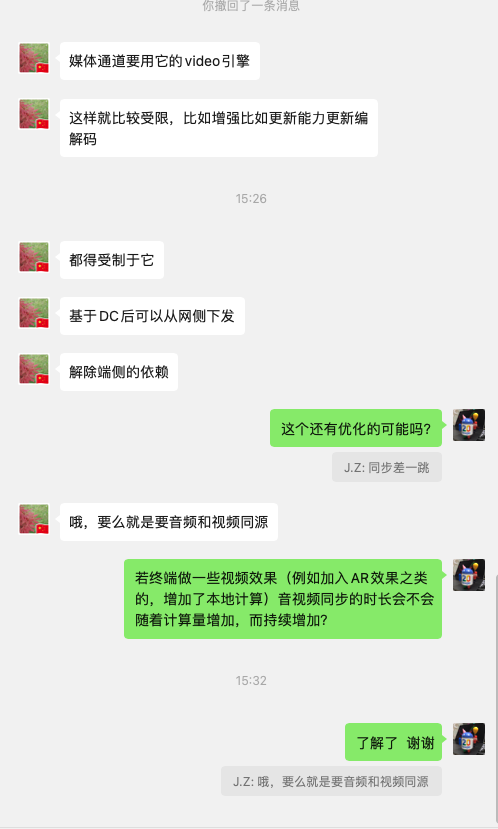 你撤回了一条消息
媒体通道要用它的video引擎
这样就比较受限，比如增强比如更新能力更新编
解码
15:26
都得受制于它
基于DC后可以从网侧下发
解除端侧的依赖
这个还有优化的可能吗?
J.Z: 同步差一跳
哦，要么就是要音频和视频同源
若终端做一些视频效果（例如加入AR效果之类
的，增加了本地计算）音视频同步的时长会不会
随着计算量增加，而持续增加?
15:32
了解了  谢谢
J.Z: 哦，要么就是要音频和视频同源